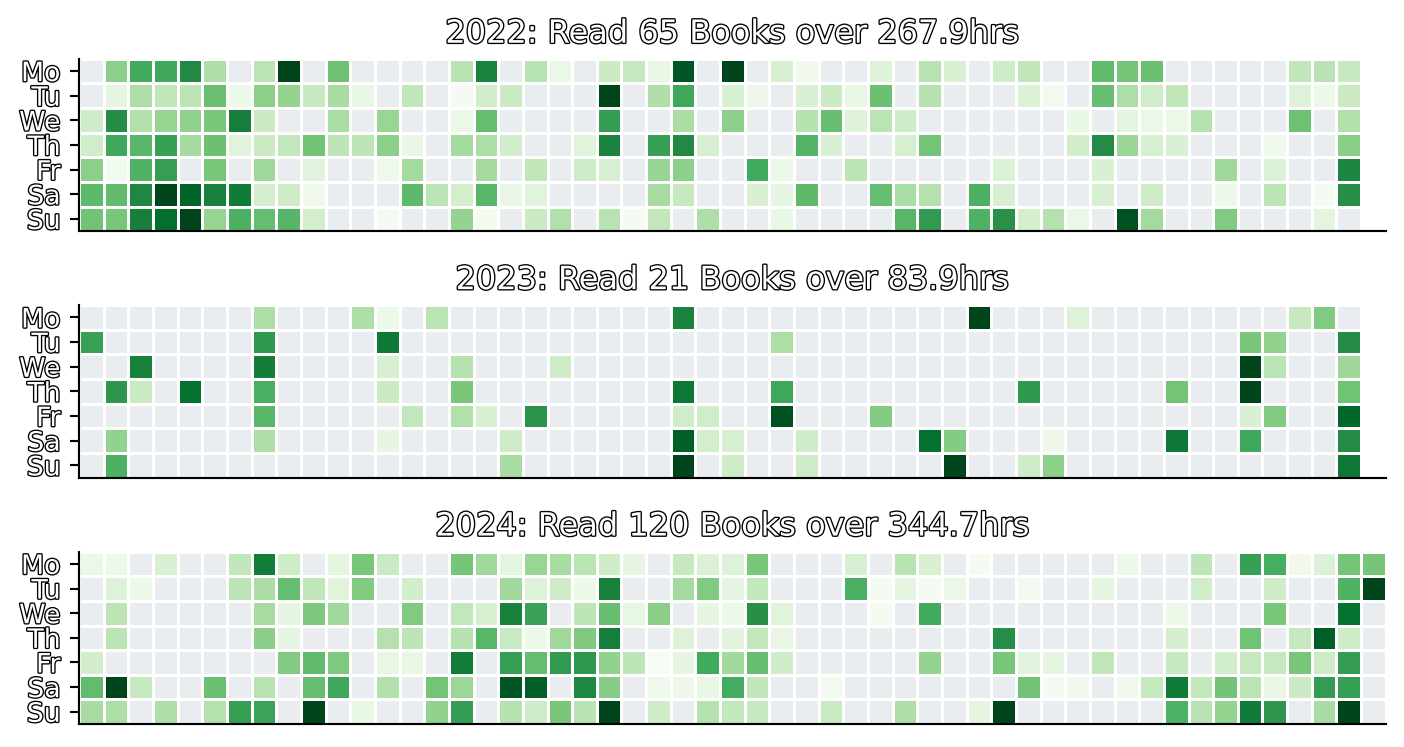 2022: Read 65 Books over 267.9hrs
Mo
Tu
We
Th
Fr
Sa
Su
2023: Read 21 Books over 83.9hrs
Mo
Tu
We
Th
Fr
Sa
Su
2024: Read 120 Books over 344.7hrs
Mo
Tu
We
Th
Fr
Sa
Su